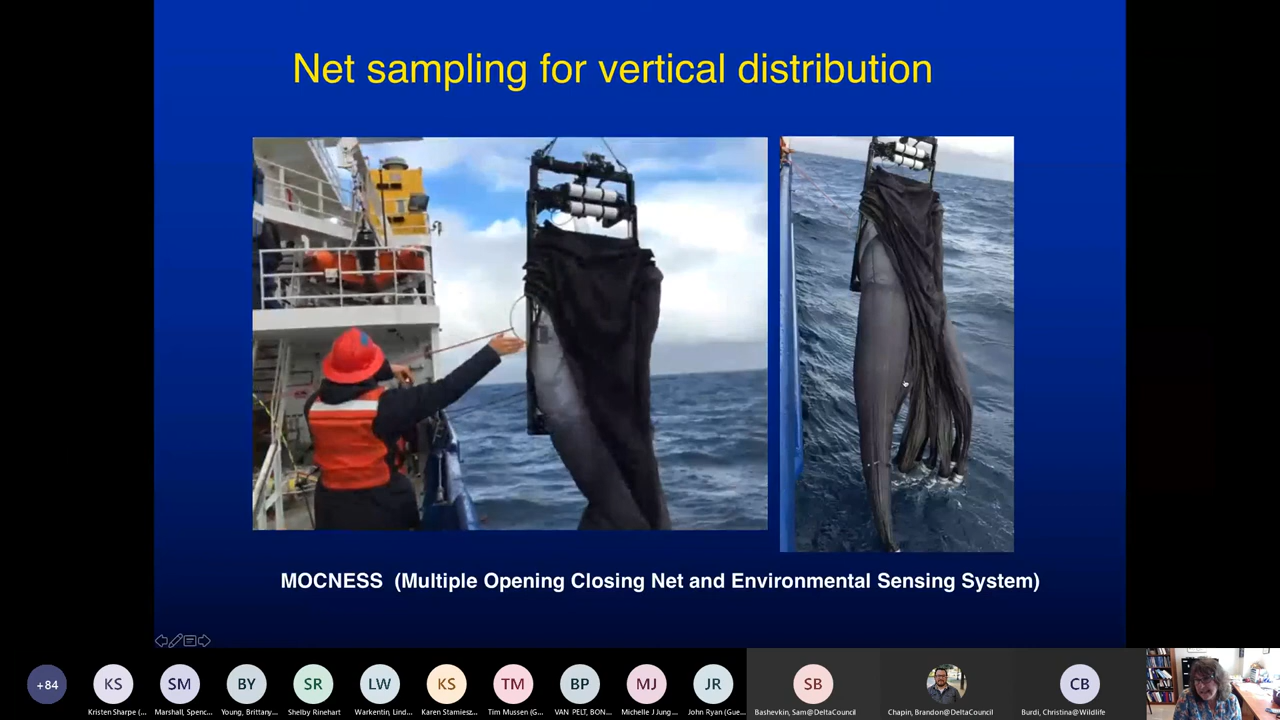 Net sampling for vertical distribution
MOCNESS (Multiple Opening Closing Net and Environmental Sensing System)
+84
KS
SM
BY
SR
LW
KS
TM
BP
MJ
JR
SB
CB
Kristen Sharpe (...
Marshall, Spenc...
Young, Brittany...
Shelby Rinehart
Warkentin, Lind...
Karen Stamiesz...
Tim Mussen (G...
VAN PELT, BON...
Michelle J Jung...
John Ryan (Gue...
Bashevkin, Sam@DeltaCouncil
Chapin, Brandon@DeltaCouncil
Burdi, Christina@Wildlife